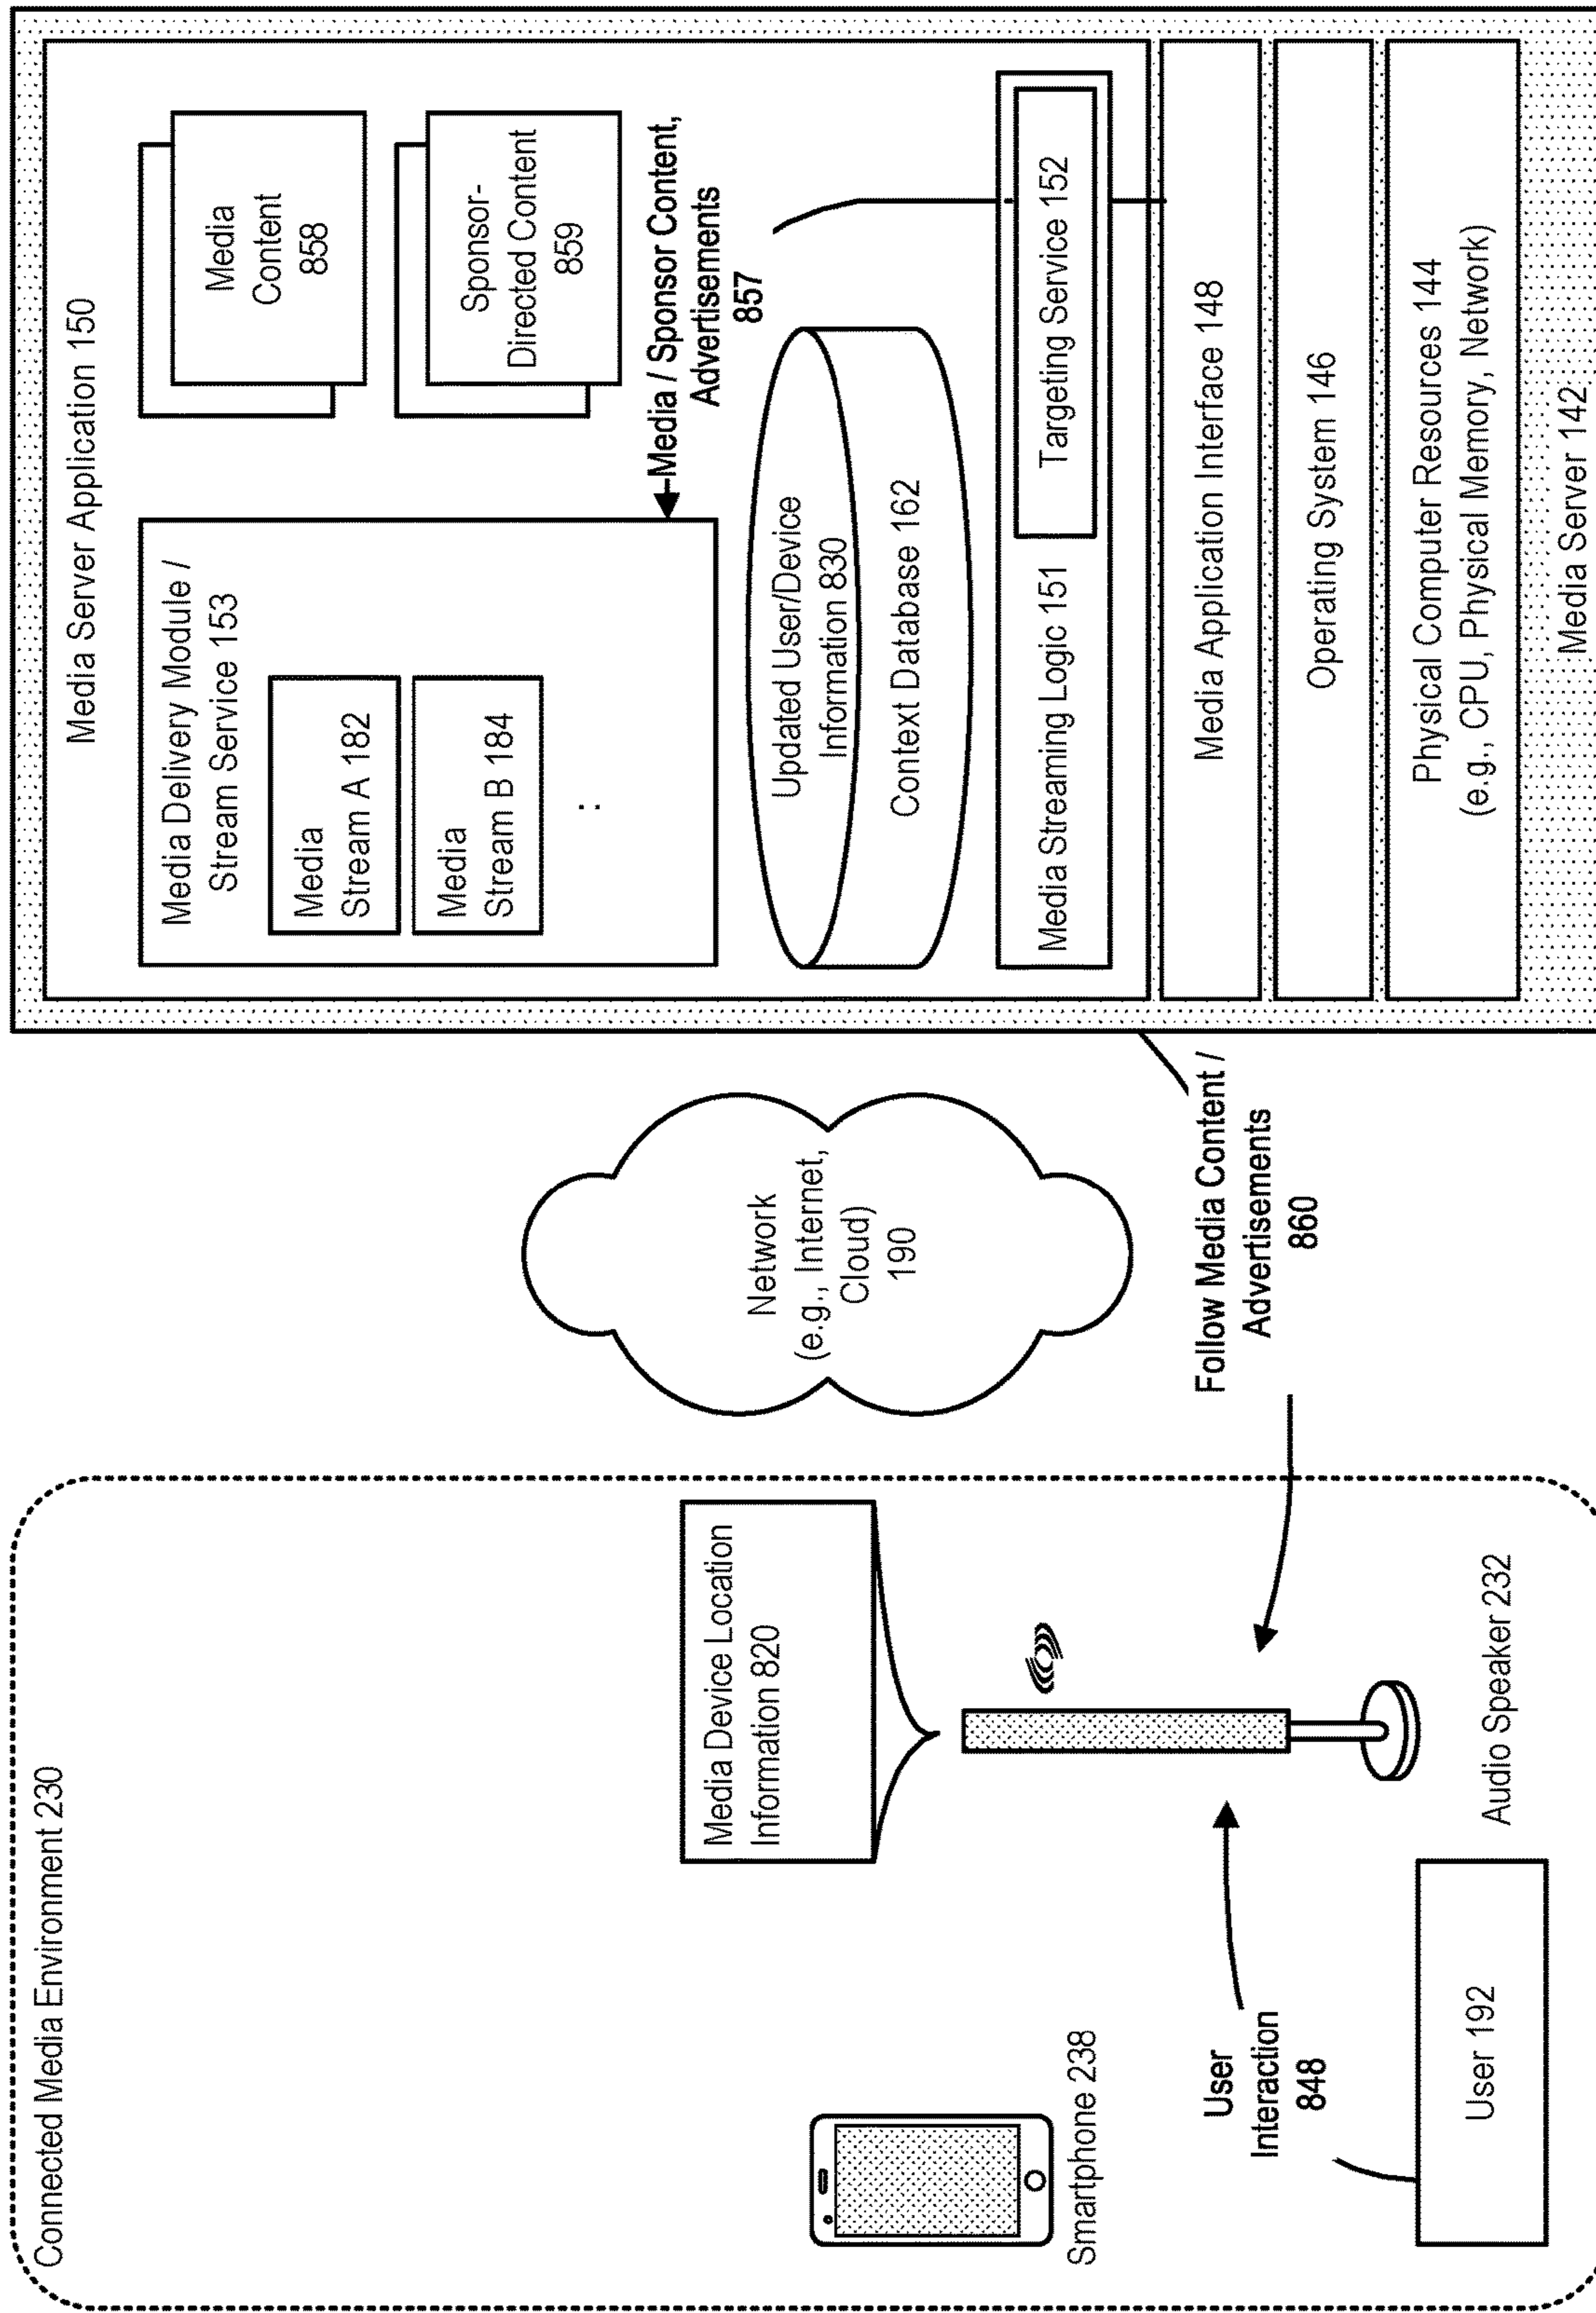 Connected Media Environment 230
Media Device Location
Information 820
Smartphone 238
User
Interaction
848
User 192
Audio Speaker 232
Network
(e.g., Internet,
Cloud)
190
Follow Media Content /
Advertisements
860
Media Server Application 150
Media Delivery Module /
Stream Service 153
Media
Stream A 182
Media
Stream B 184
:
Media
Content
858
Sponsor-
Directed Content
859
Media / Sponsor Content,
Advertisements
857
Updated User/Device
Information 830
Context Database 162
Media Streaming Logic 151
Targeting Service 152
Media Application Interface 148
Operating System 146
Physical Computer Resources 144
(e.g., CPU, Physical Memory, Network)
Media Server 142